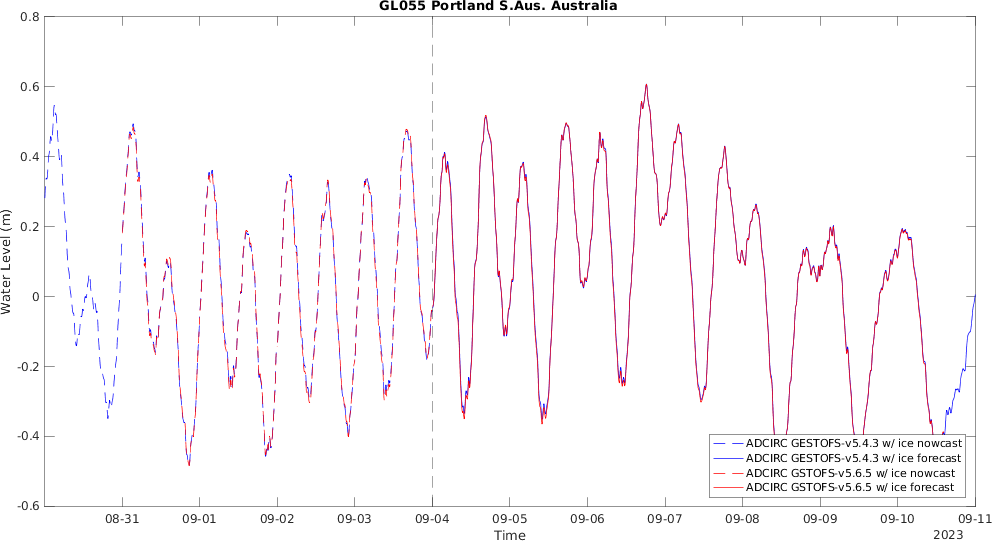 GL055 Portland S.Aus. Australia
0.8
0.6
0.4
0.2
0
-0.2
-0.4
-0.6
Water Level (m)
ADCIRC GESTOFS-v5.4.3 w/ ice nowcast
ADCIRC GESTOFS-v5.4.3 w/ ice forecast
ADCIRC GSTOFS-v5.6.5 w/ ice nowcast
ADCIRC GSTOFS-v5.6.5 w/ ice forecast
08-31 09-01 09-02 09-03 09-04 09-05 09-06 09-07 09-08 09-09 09-10 09-11
Time 2023